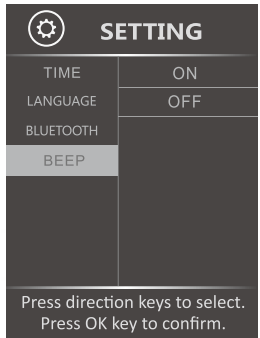 SETTING
TIME
LANGUAGE
BLUETOOTH
BEEP
ON
OFF
Press direction keys to select.
Press OK key to confirm.